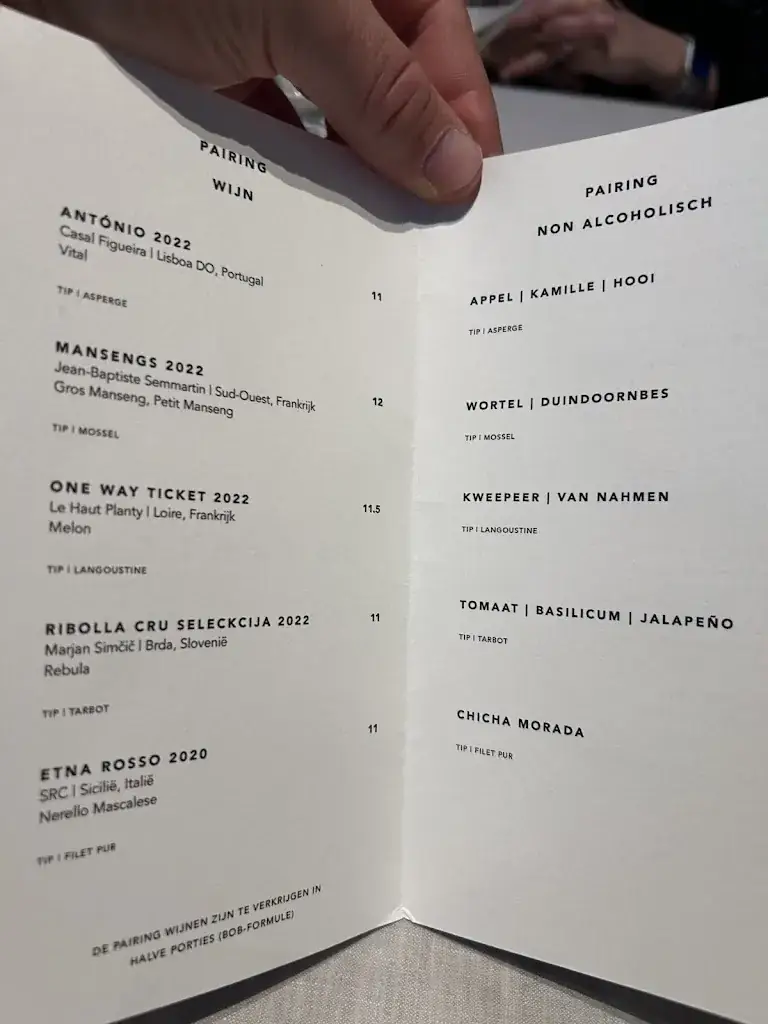 PAIRING
WIJN
ANTÓNIO 2022
Casal Figueira | Lisboa DO, Portugal
Vital
11
TIP | ASPERGE
MANSENGS 2022
Jean-Baptiste Semmartin | Sud-Ouest, Frankrijk
Gros Manseng, Petit Manseng
12
TIP | MOSSEL
ONE WAY TICKET 2022
Le Haut Planty | Loire, Frankrijk
Melon
11.5
TIP | LANGOUSTINE
RIBOLLA CRU SELECKCIJA 2022
Marjan Simčič | Brda, Slovenië
Rebula
11
TIP | TARBOT
ETNA ROSSO 2020
SRC | Sicilië, Italië
Nerello Mascalese
11
TIP | FILET PUR
DE PAIRING WIJNEN ZIJN TE VERKRIJGEN IN
HALVE PORTIES (BOB-FORMULE)
PAIRING
NON ALCOHOLISCH
APPEL | KAMILLE | HOOI
TIP | ASPERGE
WORTEL | DUINDOORNBES
TIP | MOSSEL
KWEEPEER | VAN NAHMEN
TIP | LANGOUSTINE
TOMAAT | BASILICUM | JALAPEÑO
TIP | TARBOT
CHICHA MORADA
TIP | FILET PUR